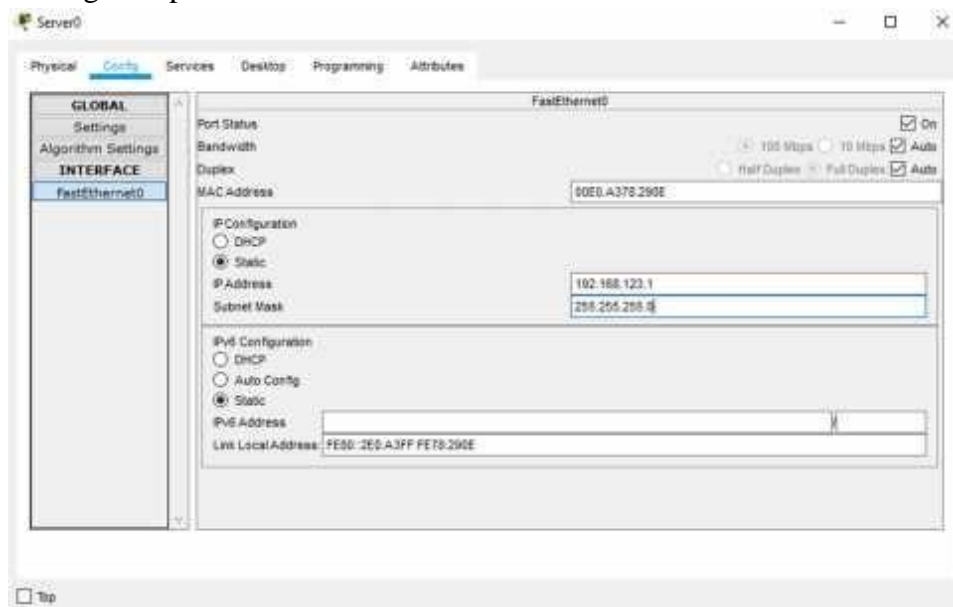 Server0
Physical Config Services Desktop Programming Attributes
GLOBAL
Settings
Algorithm Settings
INTERFACE
FastEthernet0
FastEthernet0
Port Status On
Bandwidth 100 Mbps 10 Mbps Auto
Duplex Half Duplex Full Duplex Auto
MAC Address 00E0.A378.290E
IP Configuration
DHCP
Static
IP Address 192.168.123.1
Subnet Mask 255.255.255.0
IPv6 Configuration
DHCP
Auto Config
Static
IPv6 Address /
Link Local Address: FE80::2E0:A3FF:FE78:290E
Top